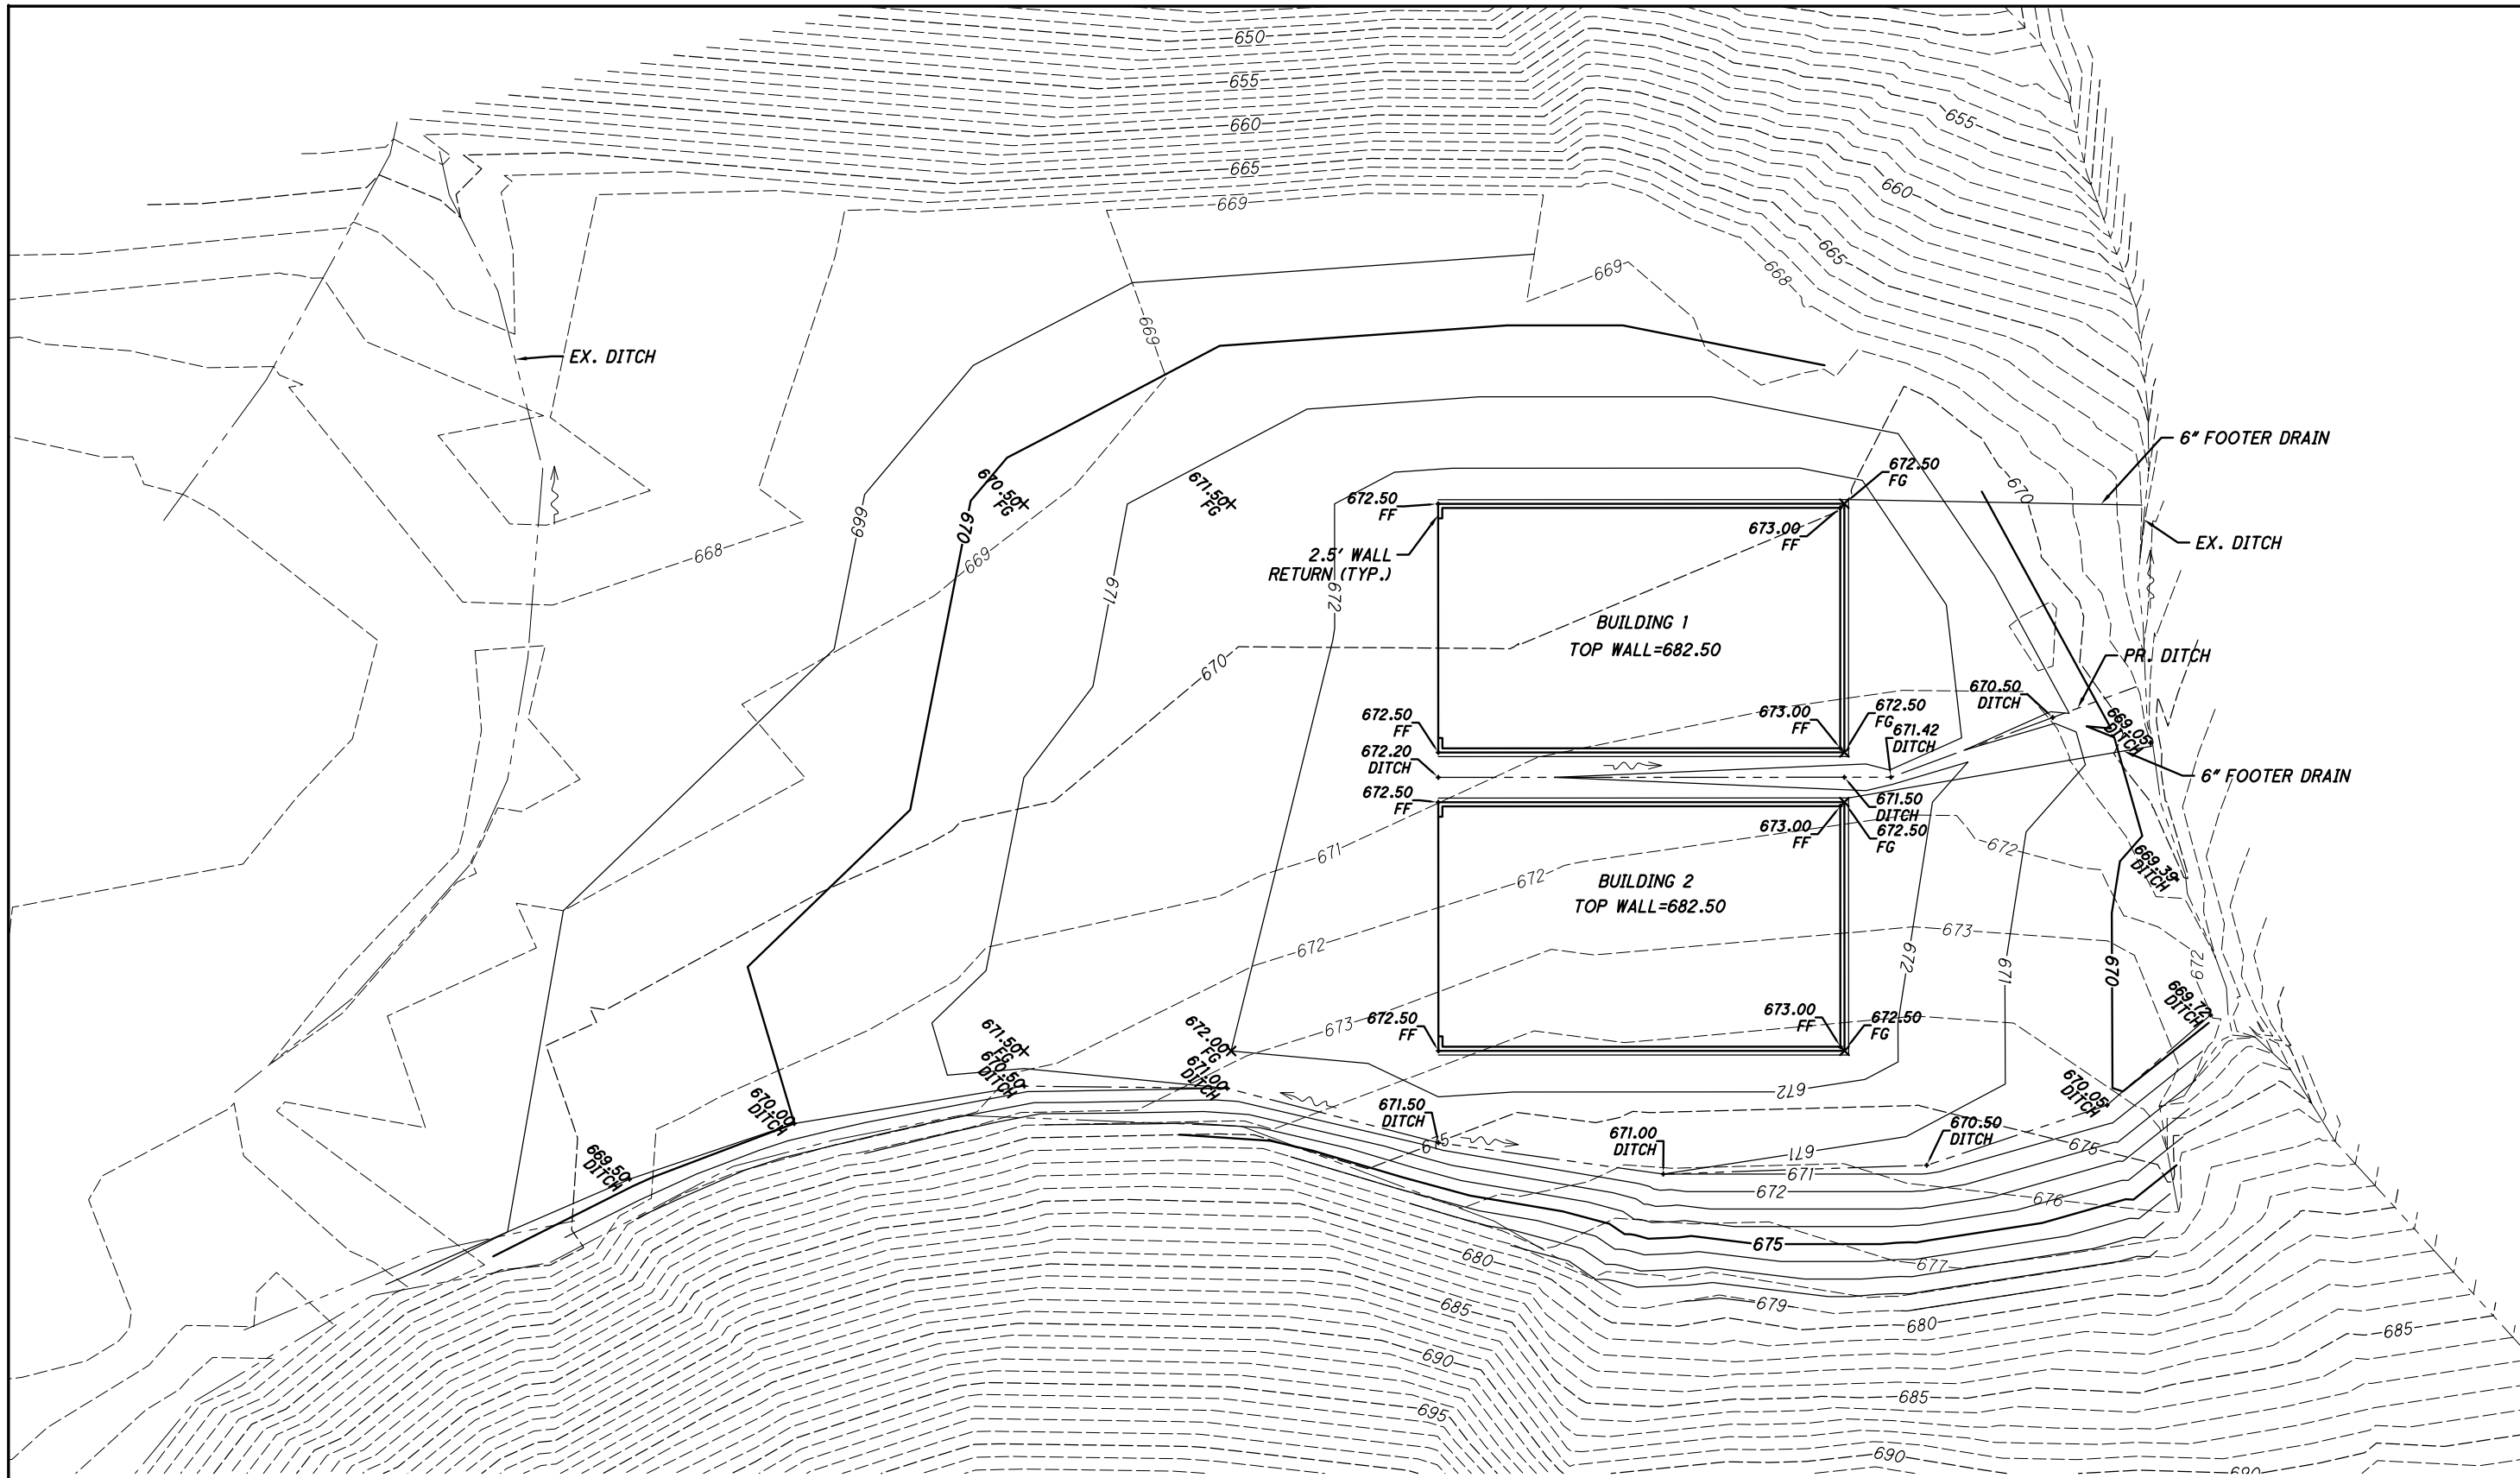 650
655
660
665
669
655
660
665
668
669
669
EX. DITCH
6" FOOTER DRAIN
670.50
FG
671.50
FG
672.50
FF
672.50
FG
670
669
670
669
671
672
673.00
FF
EX. DITCH
668
2.5' WALL
RETURN (TYP.)
BUILDING 1
TOP WALL=682.50
PR. DITCH
670
670.50
DITCH
672.50
FF
673.00
FF
672.50
FG
671.42
DITCH
669.05
DITCH
672.20
DITCH
6" FOOTER DRAIN
672.50
FF
671.50
DITCH
673.00
FF
672.50
FG
671
672
669.39
DITCH
672
BUILDING 2
TOP WALL=682.50
672
673
672
671
670
672
669.72
DITCH
673
672.50
FF
673.00
FF
672.50
FG
671.50
FG
672.00
FG
670.50
DITCH
671.00
DITCH
672
670.00
DITCH
670.05
DITCH
671.50
DITCH
675
671.00
DITCH
670.50
DITCH
675
671
671
669.50
DITCH
672
676
675
677
680
679
680
685
685
690
685
695
690
690